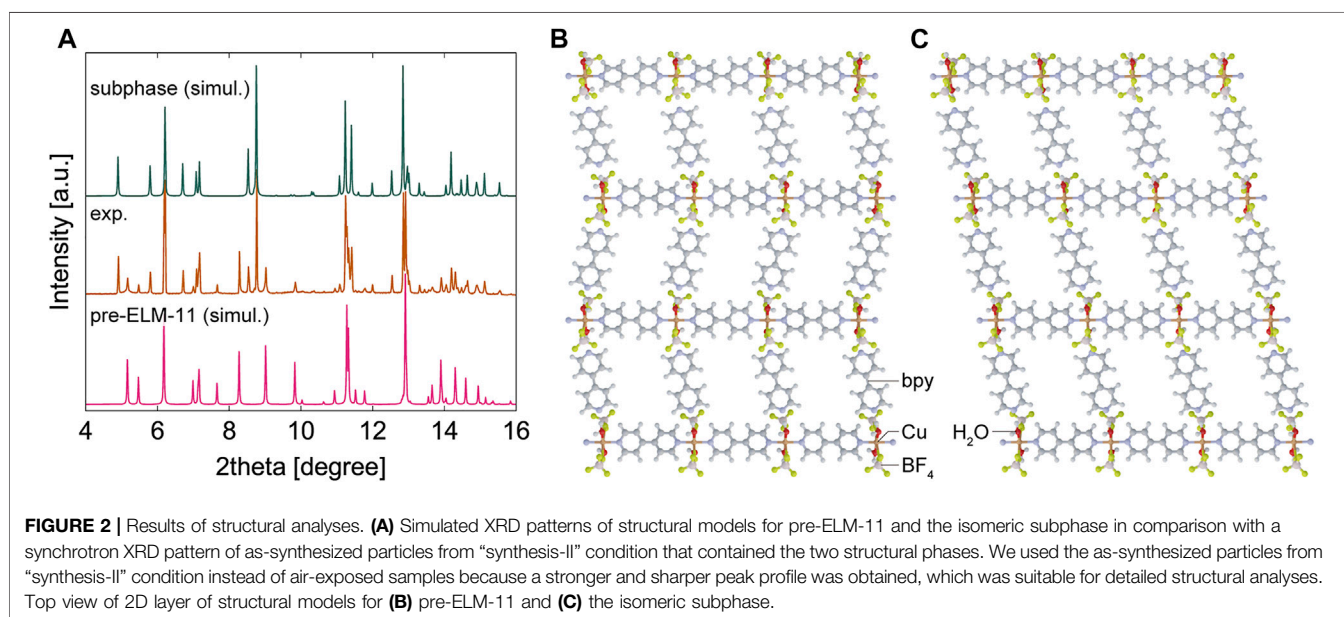 A
B
C
subphase (simul.)
exp.
pre-ELM-11 (simul.)
Intensity [a.u.]
4 6 8 10 12 14 16
2theta [degree]
bpy
Cu
BF₄
H₂O
FIGURE 2 | Results of structural analyses. (A) Simulated XRD patterns of structural models for pre-ELM-11 and the isomeric subphase in comparison with a
synchrotron XRD pattern of as-synthesized particles from “synthesis-II” condition that contained the two structural phases. We used the as-synthesized particles from
“synthesis-II” condition instead of air-exposed samples because a stronger and sharper peak profile was obtained, which was suitable for detailed structural analyses.
Top view of 2D layer of structural models for (B) pre-ELM-11 and (C) the isomeric subphase.